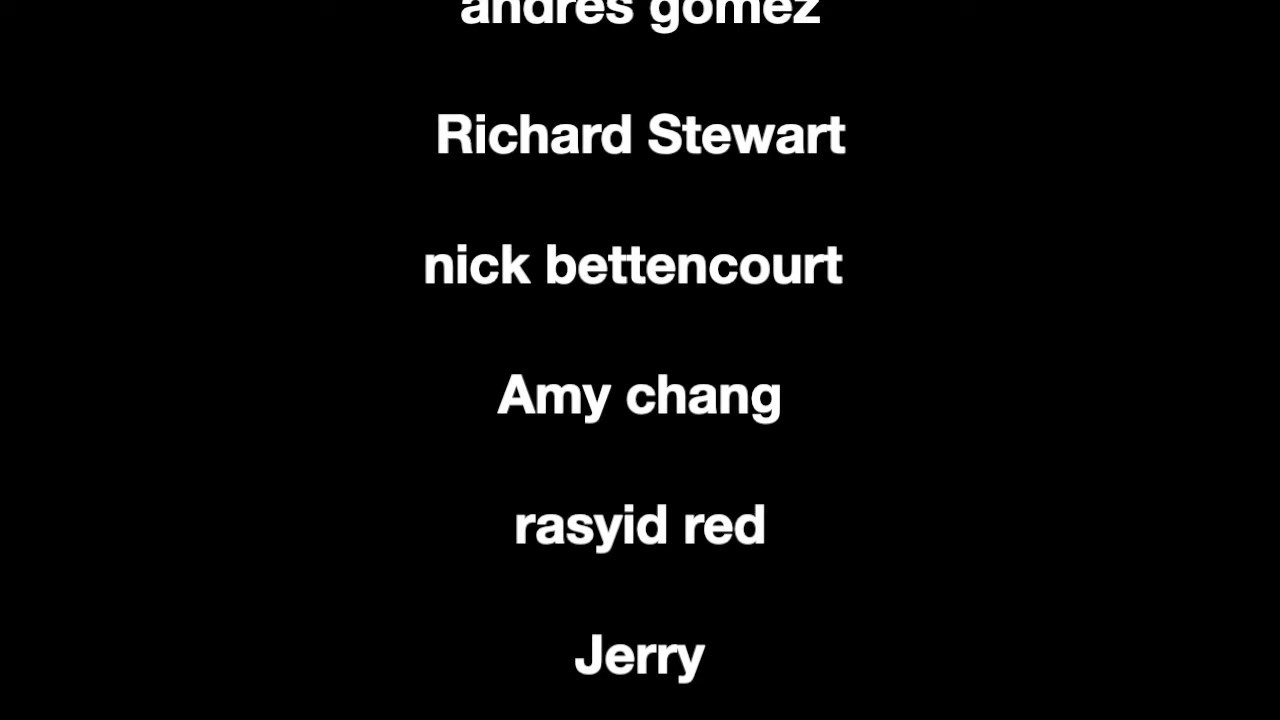 andres gomez
Richard Stewart
nick bettencourt
Amy chang
rasyid red
Jerry